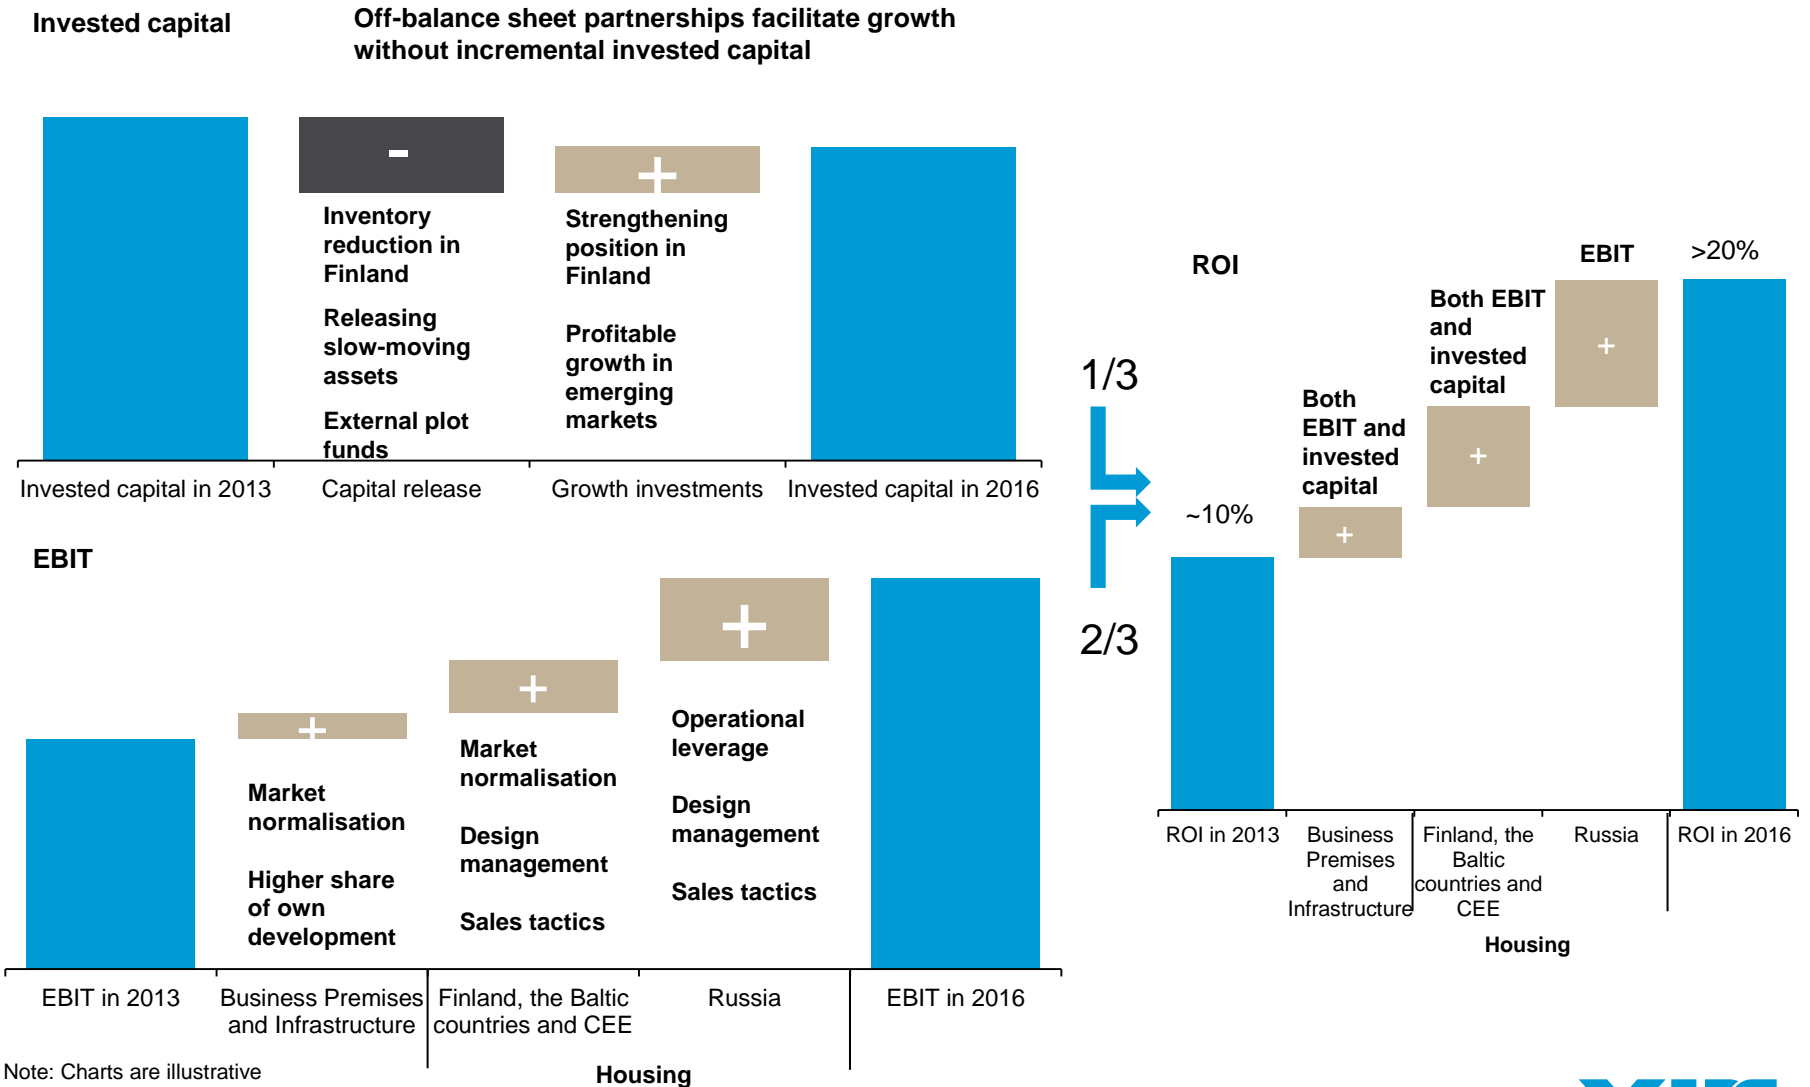 Invested capital
Off-balance sheet partnerships facilitate growth
without incremental invested capital
-
+
Inventory
reduction in
Finland
Releasing
slow-moving
assets
External plot
funds
Strengthening
position in
Finland
Profitable
growth in
emerging
markets
Invested capital in 2013
Capital release
Growth investments
Invested capital in 2016
EBIT
+
+
+
Market
normalisation
Higher share
of own
development
Market
normalisation
Design
management
Sales tactics
Operational
leverage
Design
management
Sales tactics
EBIT in 2013
Business Premises
and Infrastructure
Finland, the Baltic
countries and CEE
Russia
EBIT in 2016
Housing
Note: Charts are illustrative
1/3
2/3
ROI
~10%
Both
EBIT and
invested
capital
+
Both EBIT
and
invested
capital
+
EBIT
+
>20%
ROI in 2013
Business
Premises
and
Infrastructure
Finland, the
Baltic
countries and
CEE
Russia
ROI in 2016
Housing